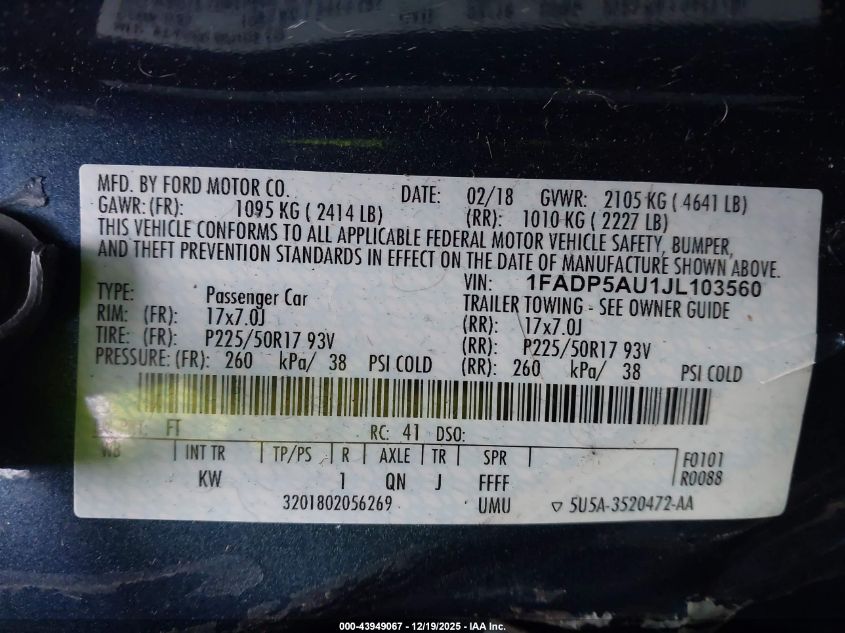 MFD. BY FORD MOTOR CO. DATE: 02/18 GVWR: 2105 KG ( 4641 LB)
GAWR: (FR): 1095 KG ( 2414 LB) (RR): 1010 KG ( 2227 LB)
THIS VEHICLE CONFORMS TO ALL APPLICABLE FEDERAL MOTOR VEHICLE SAFETY, BUMPER,
AND THEFT PREVENTION STANDARDS IN EFFECT ON THE DATE OF MANUFACTURE SHOWN ABOVE.
VIN: 1FADP5AU1JL103560
TYPE: Passenger Car TRAILER TOWING - SEE OWNER GUIDE
RIM: (FR): 17x7.0J (RR): 17x7.0J
TIRE: (FR): P225/50R17 93V (RR): P225/50R17 93V
PRESSURE: (FR): 260 kPa/ 38 PSI COLD (RR): 260 kPa/ 38 PSI COLD
FT RC: 41 DSO:
WB INT TR TP/PS R AXLE TR SPR F0101
KW 1 QN J FFFF R0088
3201802056269 UMU ▽ 5U5A-3520472-AA
000-43949067 - 12/19/2025 - IAA Inc.